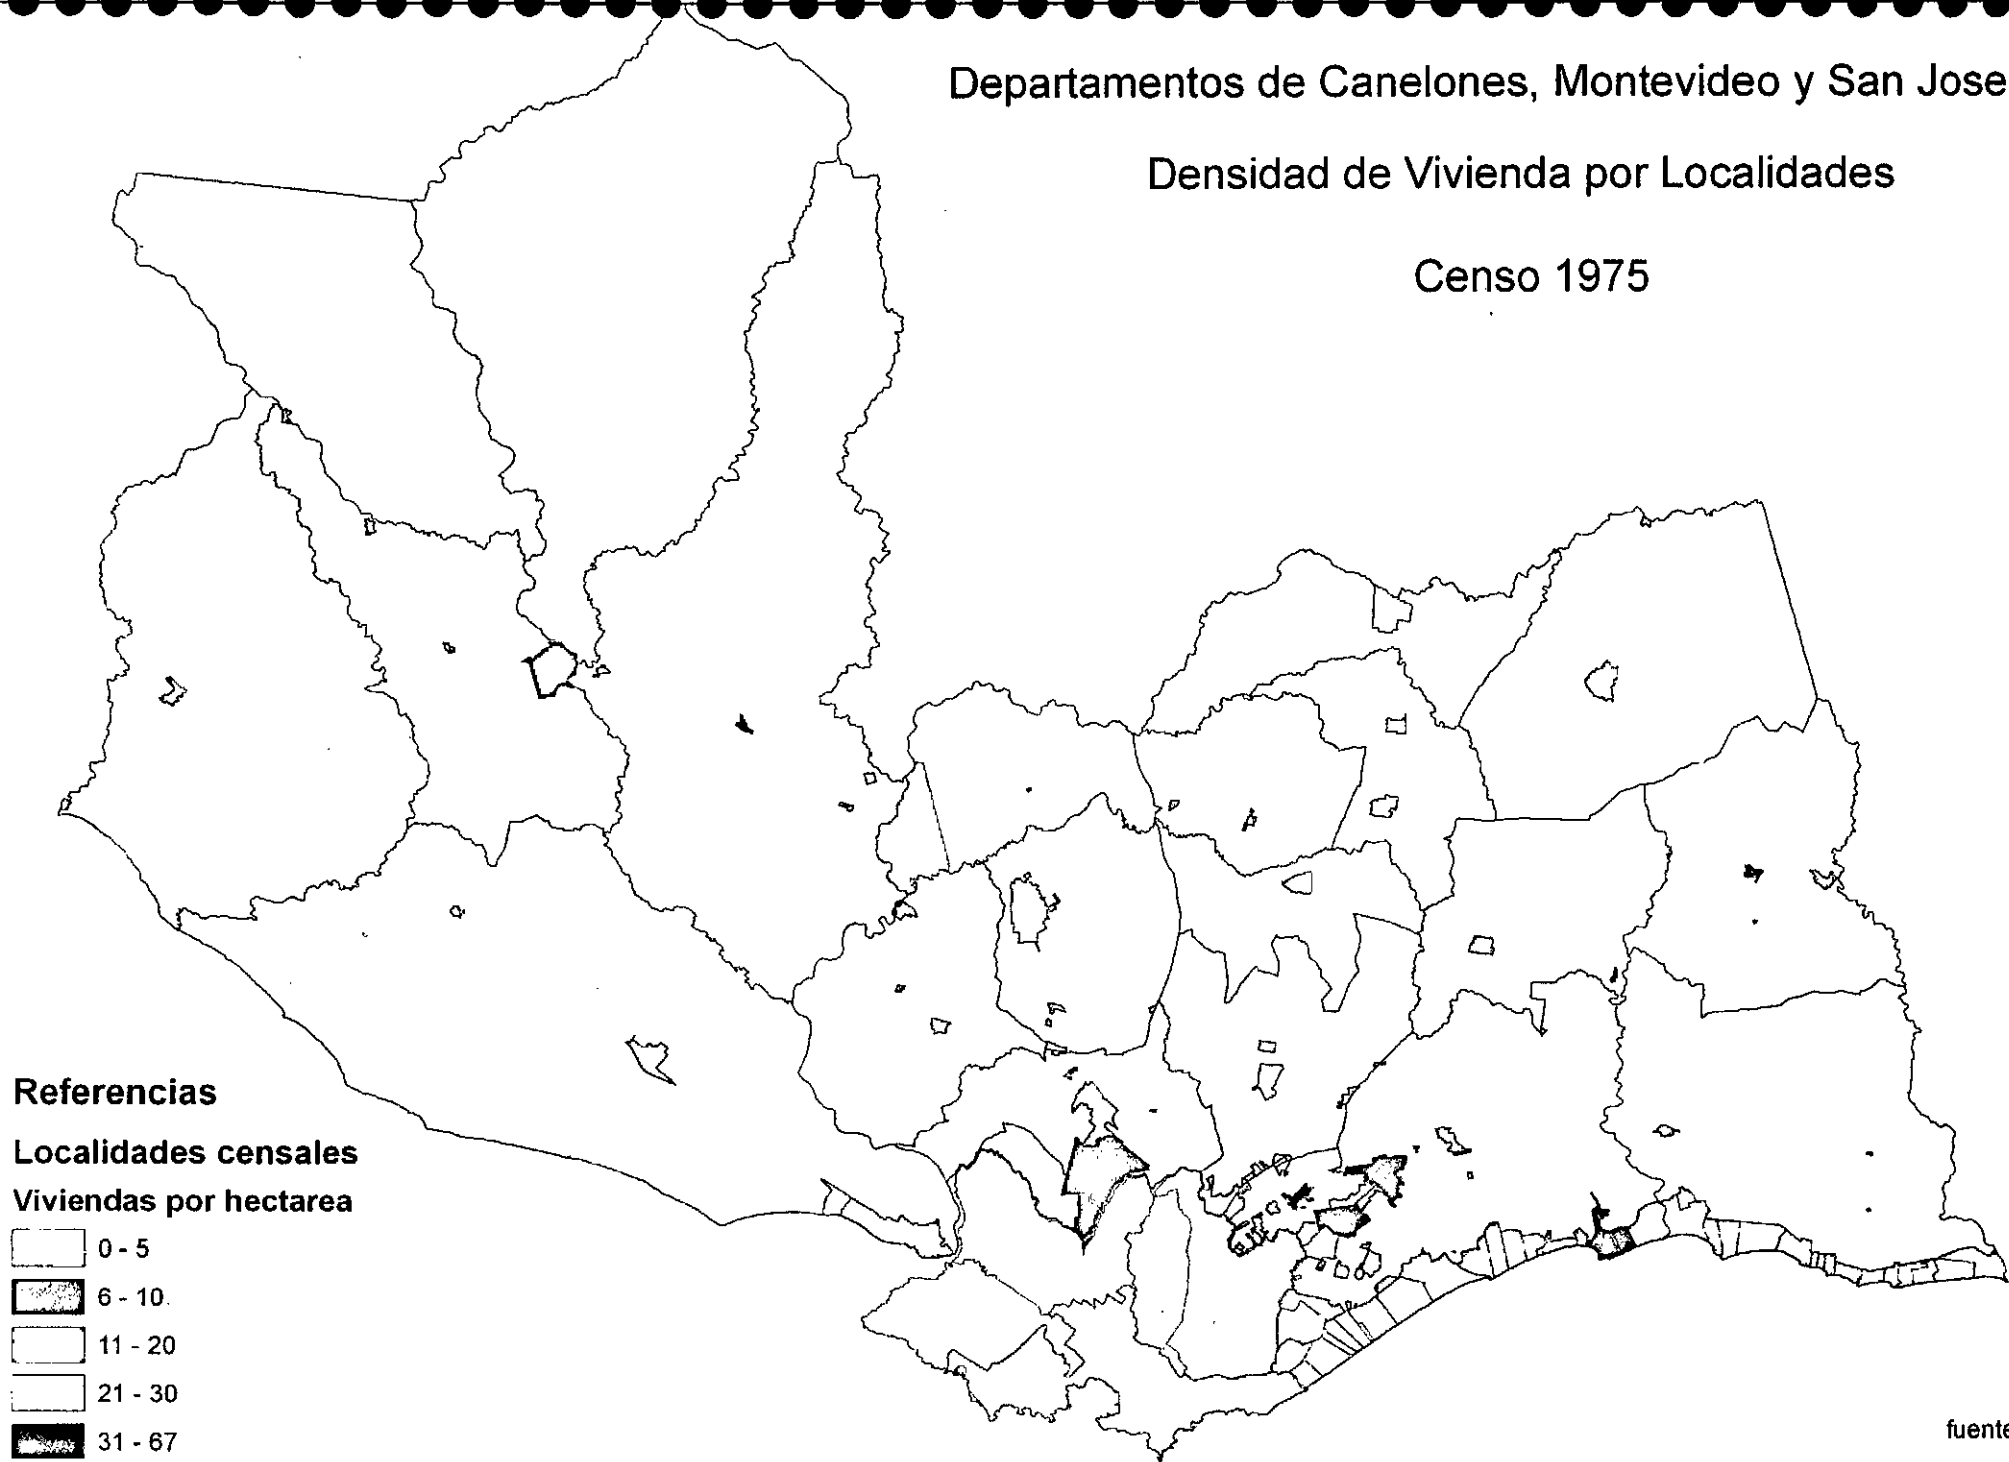 Departamentos de Canelones, Montevideo y San Jose
Densidad de Vivienda por Localidades
Censo 1975
Referencias
Localidades censales
Viviendas por hectarea
0 - 5
6 - 10
11 - 20
21 - 30
31 - 67
fuente